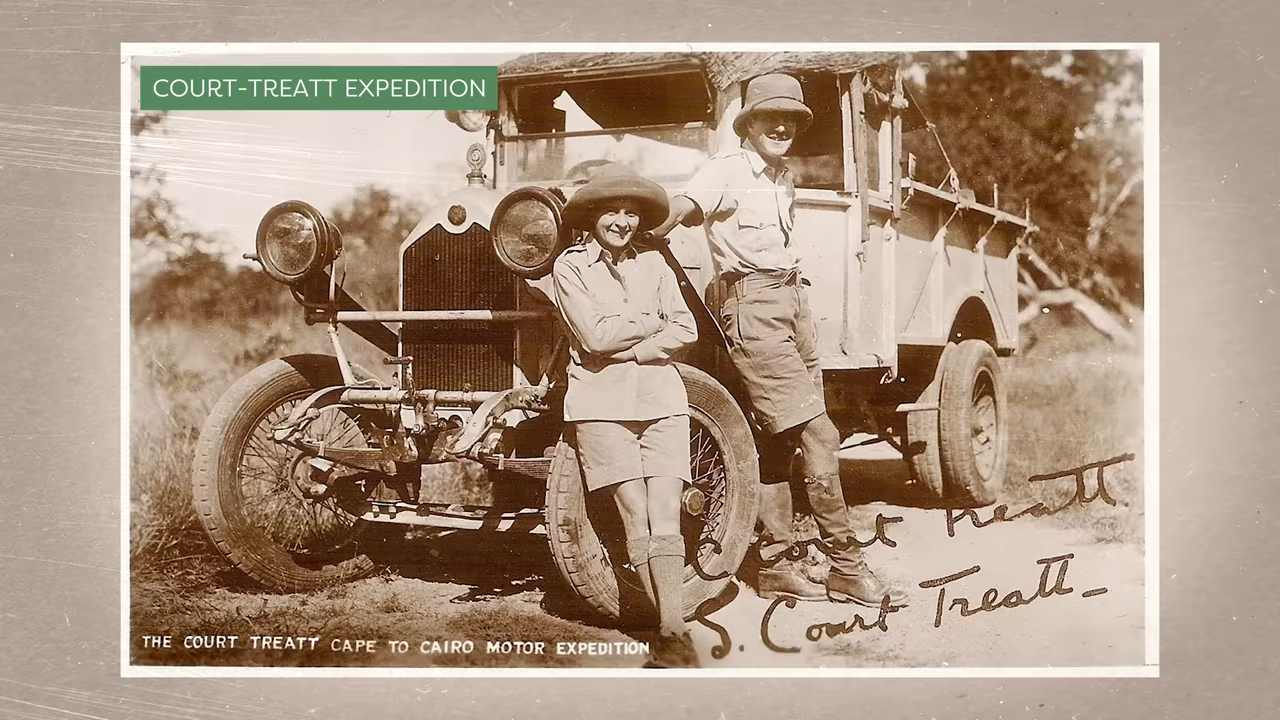 COURT-TREATT EXPEDITION
C Court Treatt
S. Court Treatt
THE COURT TREATT CAPE TO CAIRO MOTOR EXPEDITION